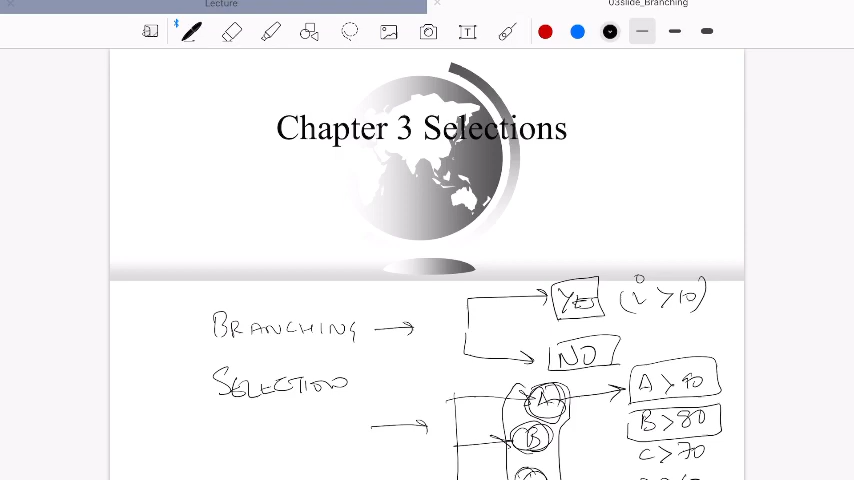 Lecture
03slide_Branching
T
Chapter 3 Selections
YES (i > 10)
BRANCHING
NO
SELECTION
A A > 90
B B > 80
C > 70